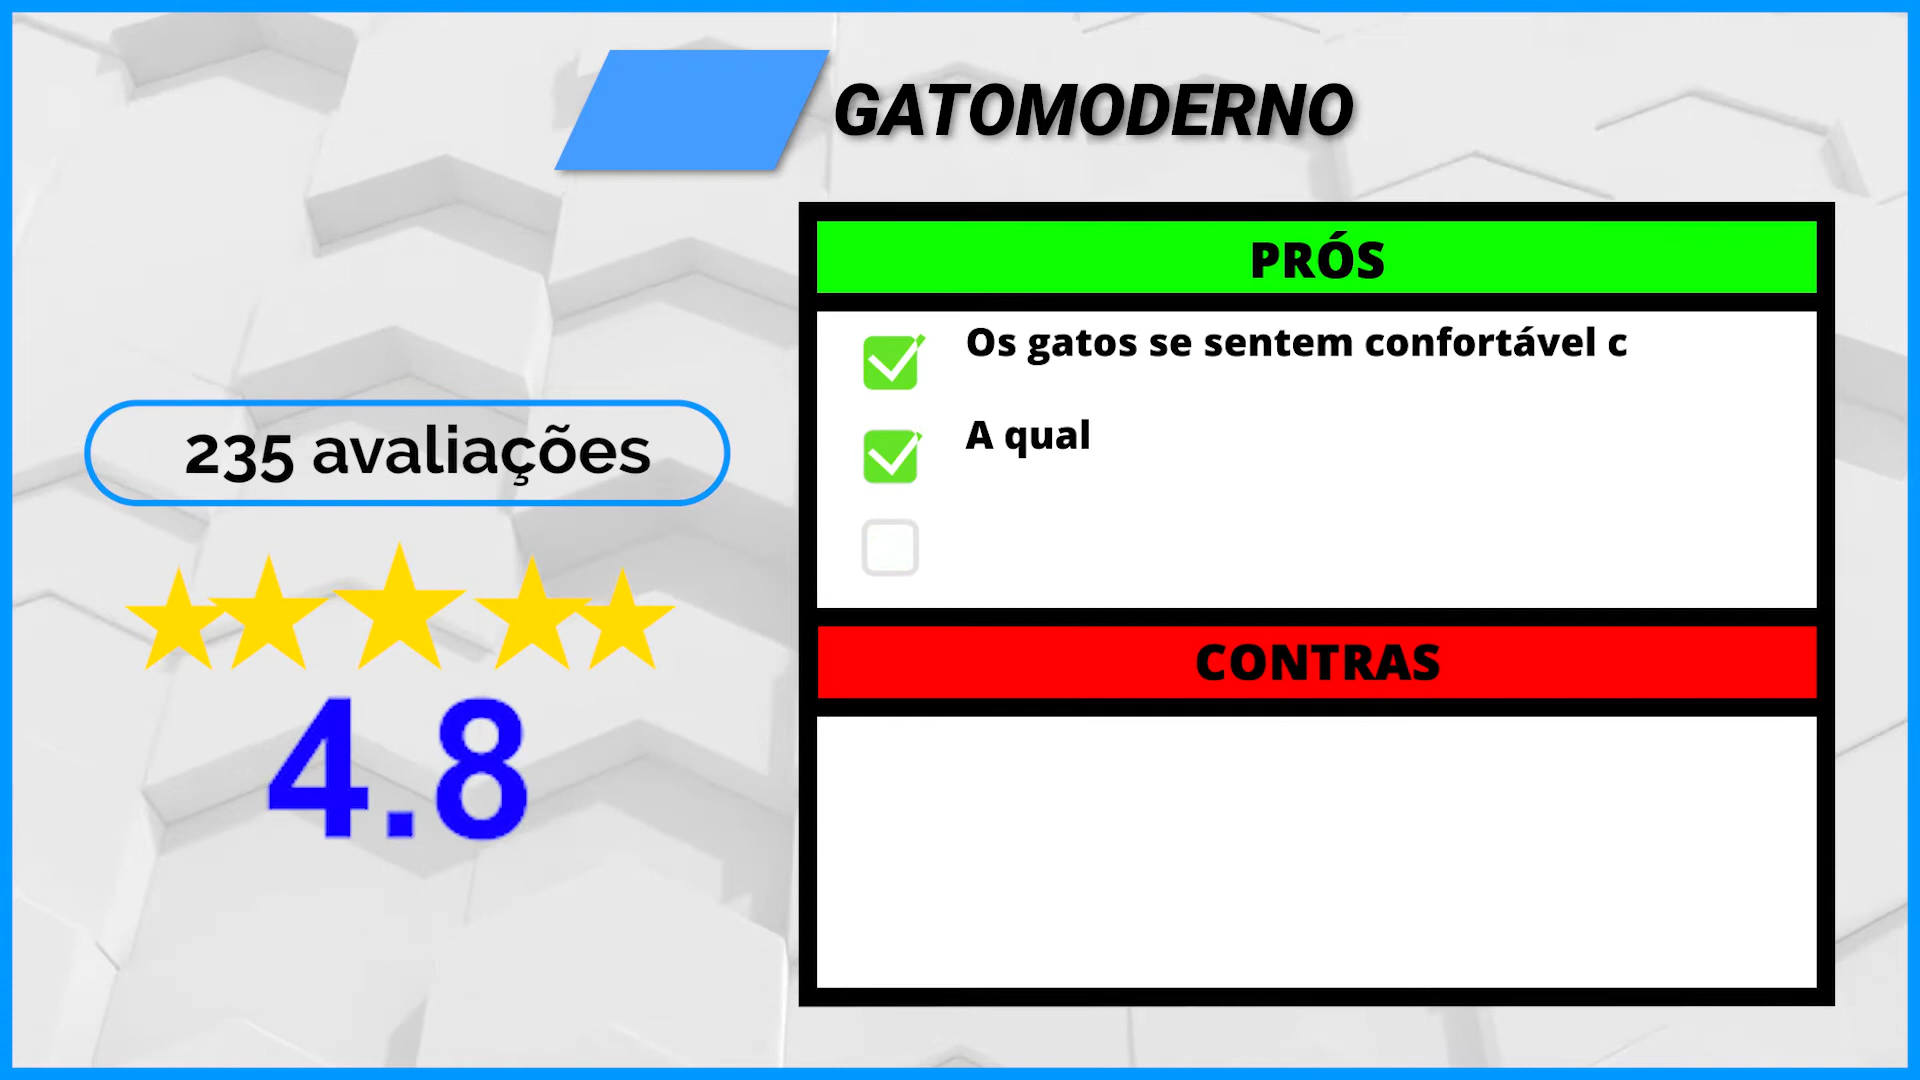 GATOMODERNO
PRÓS
Os gatos se sentem confortável c
A qual
235 avaliações
4.8
CONTRAS